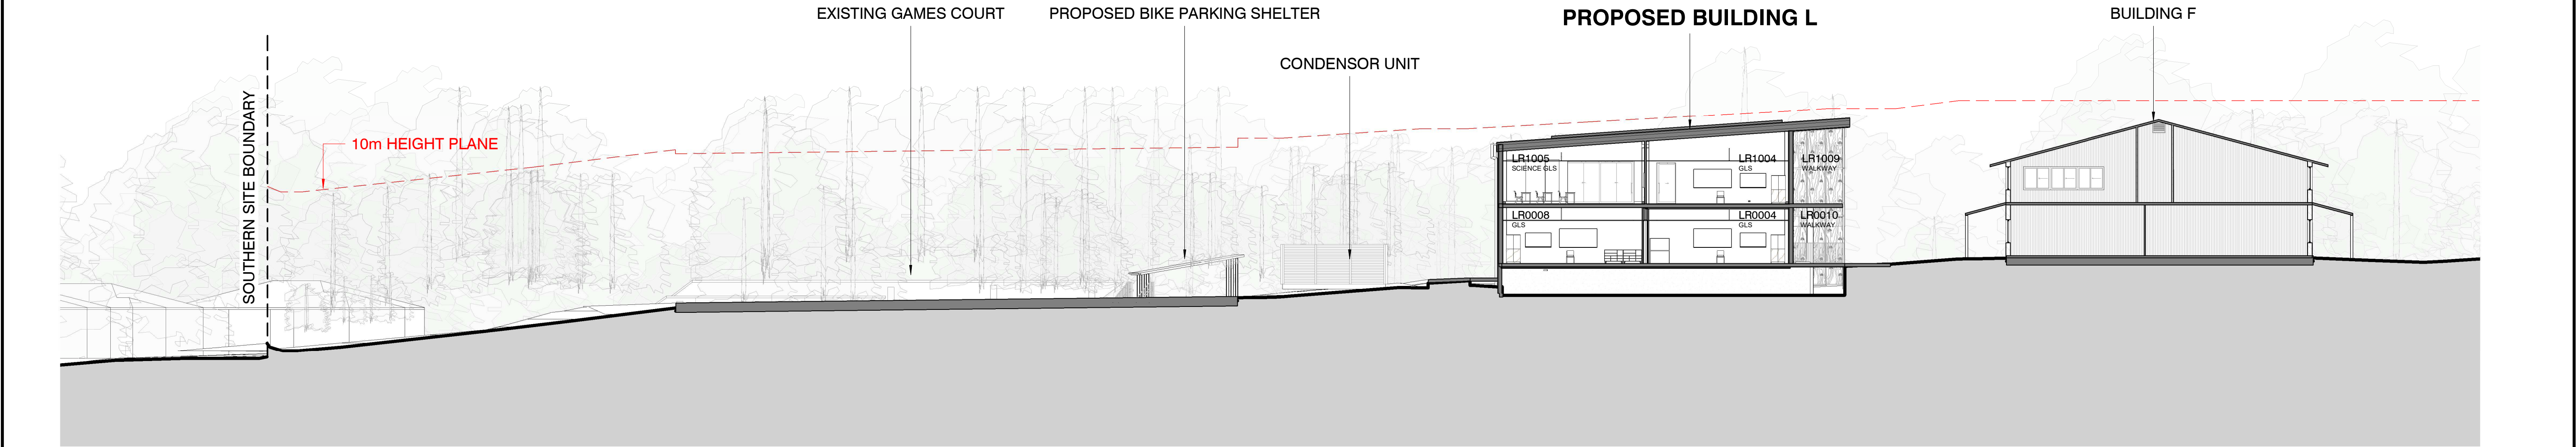 EXISTING GAMES COURT
PROPOSED BIKE PARKING SHELTER
PROPOSED BUILDING L
BUILDING F
CONDENSOR UNIT
SOUTHERN SITE BOUNDARY
10m HEIGHT PLANE
LR1005
SCIENCE GLS
LR1004
GLS
LR1009
WALKWAY
LR0008
GLS
LR0004
GLS
LR0010
WALKWAY